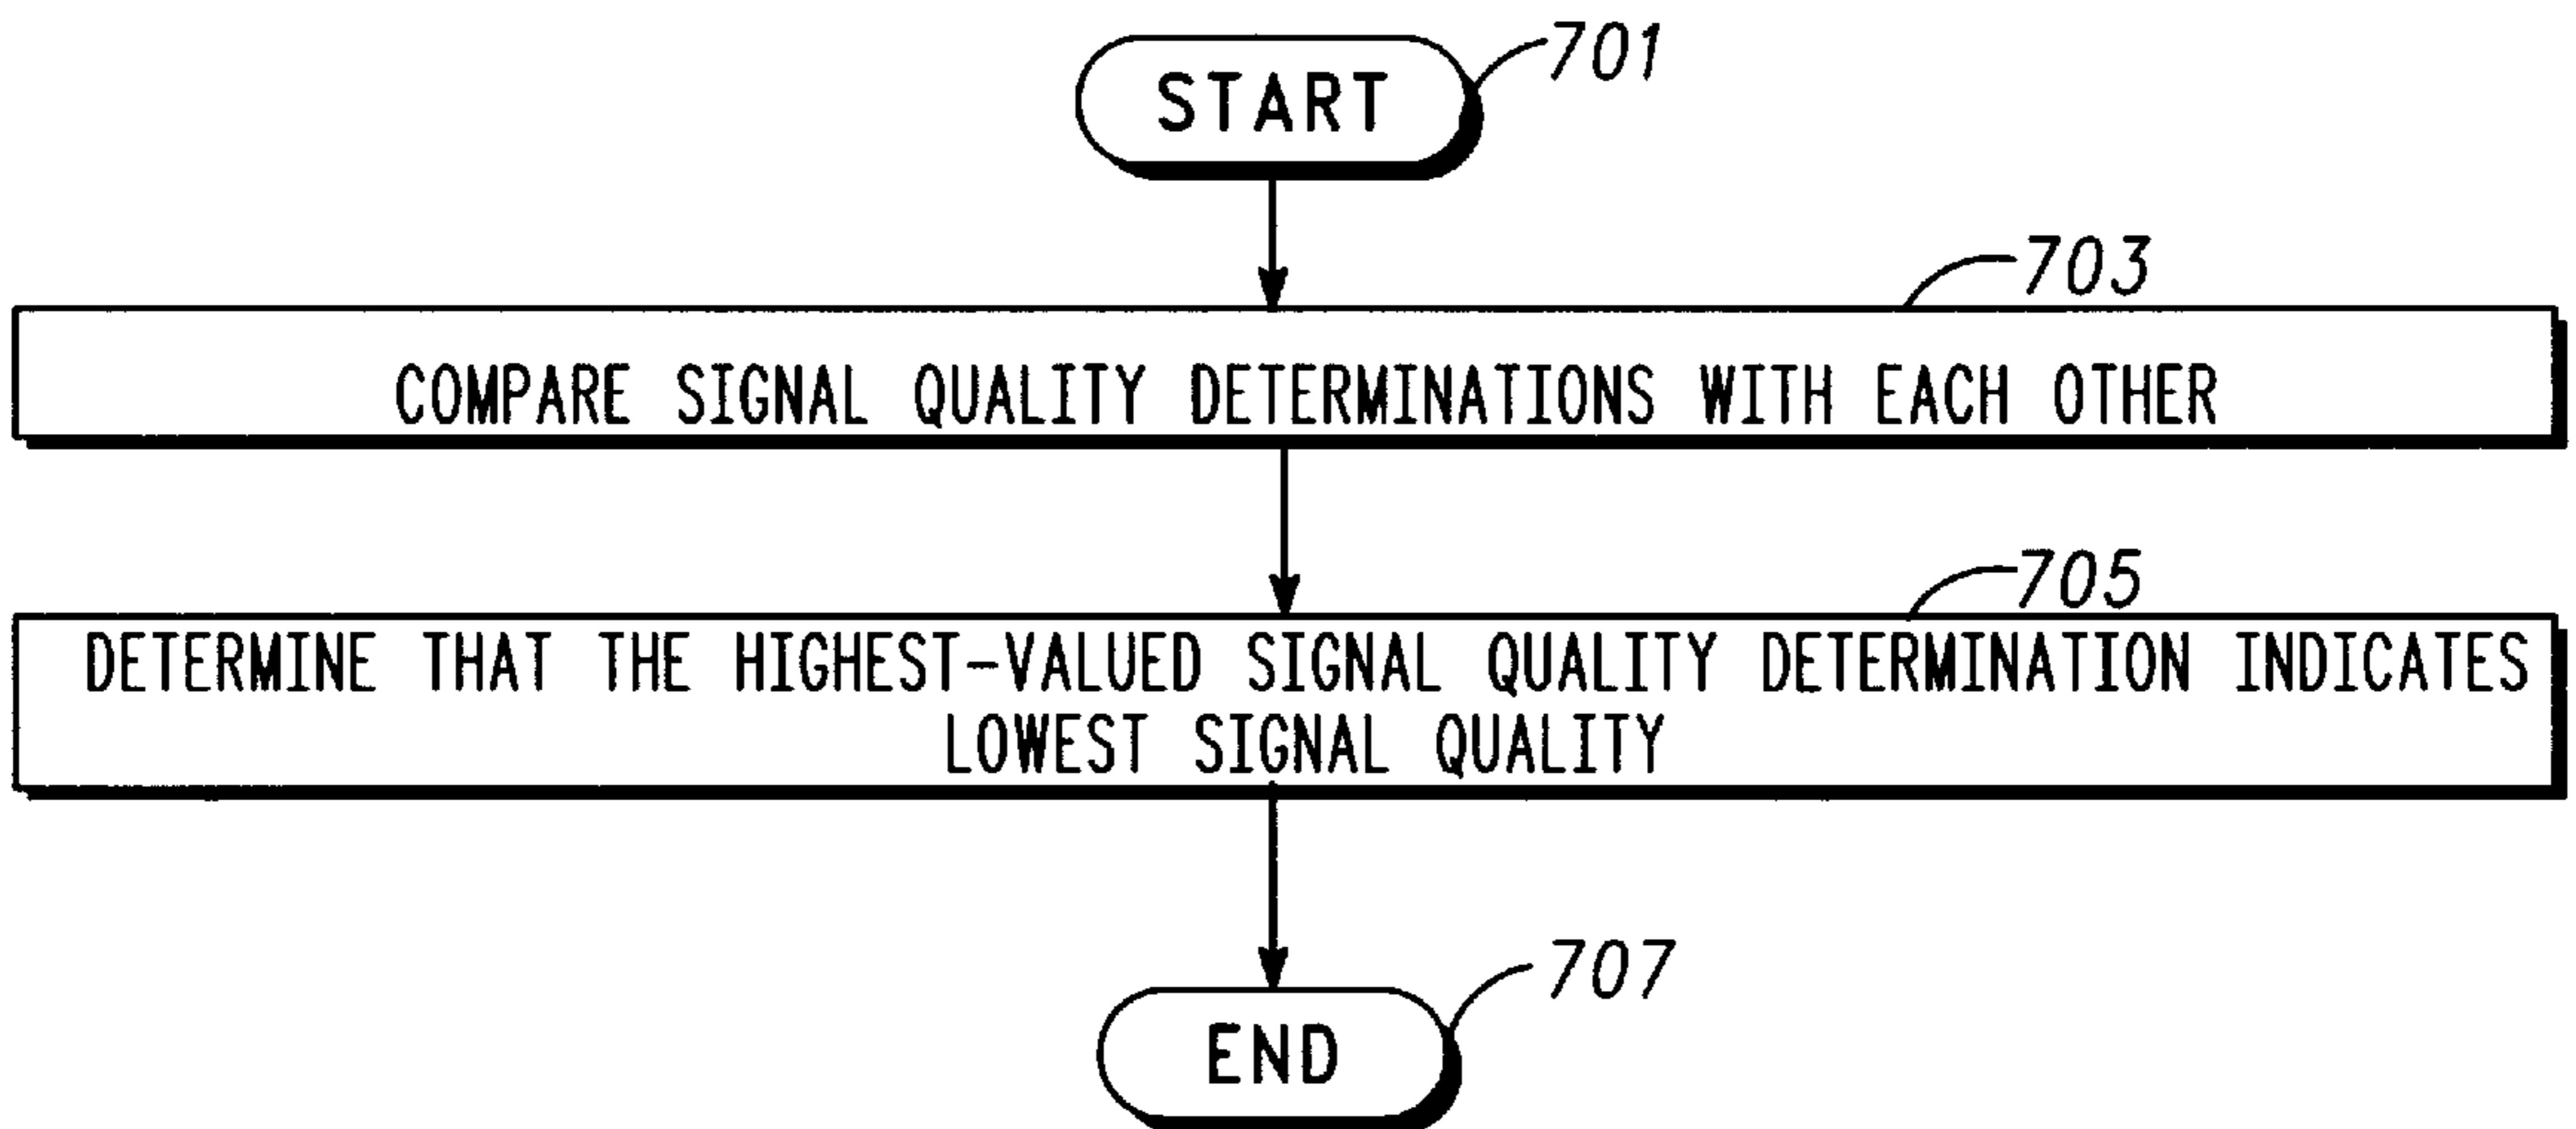 START
701
703
COMPARE SIGNAL QUALITY DETERMINATIONS WITH EACH OTHER
705
DETERMINE THAT THE HIGHEST-VALUED SIGNAL QUALITY DETERMINATION INDICATES
LOWEST SIGNAL QUALITY
707
END